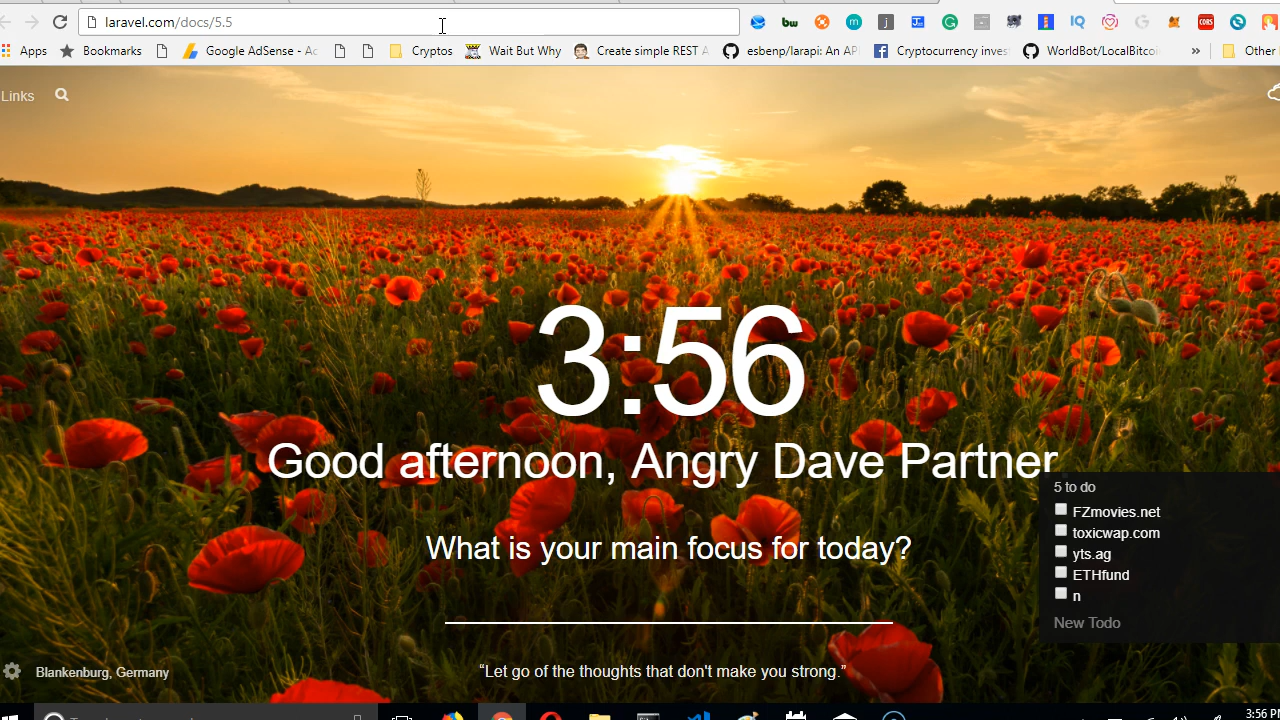 laravel.com/docs/5.5
Apps Bookmarks Google AdSense - Ac Cryptos Wait But Why Create simple REST A esbenp/larapi: An AP Cryptocurrency inves WorldBot/LocalBitcoi » Other
Links
3:56
Good afternoon, Angry Dave Partner
5 to do
FZmovies.net
toxicwap.com
yts.ag
ETHfund
n
New Todo
What is your main focus for today?
Blankenburg, Germany
“Let go of the thoughts that don't make you strong.”
3:56 PM